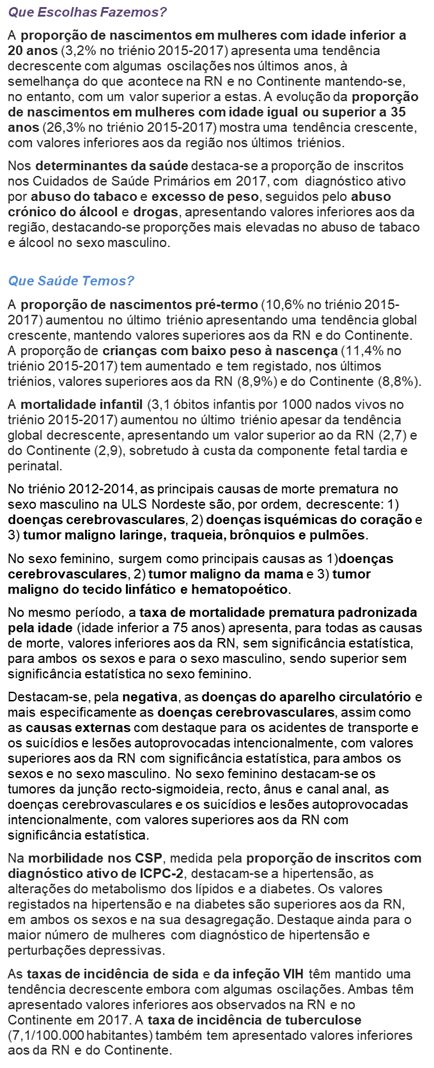 Que Escolhas Fazemos?
A proporção de nascimentos em mulheres com idade inferior a
20 anos (3,2% no triénio 2015-2017) apresenta uma tendência
decrescente com algumas oscilações nos últimos anos, à
semelhança do que acontece na RN e no Continente mantendo-se,
no entanto, com um valor superior a estas. A evolução da proporção
de nascimentos em mulheres com idade igual ou superior a 35
anos (26,3% no triénio 2015-2017) mostra uma tendência crescente,
com valores inferiores aos da região nos últimos triénios.
Nos determinantes da saúde destaca-se a proporção de inscritos
nos Cuidados de Saúde Primários em 2017, com diagnóstico ativo
por abuso do tabaco e excesso de peso, seguidos pelo abuso
crónico do álcool e drogas, apresentando valores inferiores aos da
região, destacando-se proporções mais elevadas no abuso de tabaco
e álcool no sexo masculino.
Que Saúde Temos?
A proporção de nascimentos pré-termo (10,6% no triénio 2015-
2017) aumentou no último triénio apresentando uma tendência global
crescente, mantendo valores superiores aos da RN e do Continente.
A proporção de crianças com baixo peso à nascença (11,4% no
triénio 2015-2017) tem aumentado e tem registado, nos últimos
triénios, valores superiores aos da RN (8,9%) e do Continente (8,8%).
A mortalidade infantil (3,1 óbitos infantis por 1000 nados vivos no
triénio 2015-2017) aumentou no último triénio apesar da tendência
global decrescente, apresentando um valor superior ao da RN (2,7) e
do Continente (2,9), sobretudo à custa da componente fetal tardia e
perinatal.
No triénio 2012-2014, as principais causas de morte prematura no
sexo masculino na ULS Nordeste são, por ordem, decrescente: 1)
doenças cerebrovasculares, 2) doenças isquémicas do coração e
3) tumor maligno laringe, traqueia, brônquios e pulmões.
No sexo feminino, surgem como principais causas as 1)doenças
cerebrovasculares, 2) tumor maligno da mama e 3) tumor
maligno do tecido linfático e hematopoético.
No mesmo período, a taxa de mortalidade prematura padronizada
pela idade (idade inferior a 75 anos) apresenta, para todas as causas
de morte, valores inferiores aos da RN, sem significância estatística,
para ambos os sexos e para o sexo masculino, sendo superior sem
significância estatística no sexo feminino.
Destacam-se, pela negativa, as doenças do aparelho circulatório e
mais especificamente as doenças cerebrovasculares, assim como
as causas externas com destaque para os acidentes de transporte e
os suicídios e lesões autoprovocadas intencionalmente, com valores
superiores aos da RN com significância estatística, para ambos os
sexos e no sexo masculino. No sexo feminino destacam-se os
tumores da junção recto-sigmoideia, recto, ânus e canal anal, as
doenças cerebrovasculares e os suicídios e lesões autoprovocadas
intencionalmente, com valores superiores aos da RN com
significância estatística.
Na morbilidade nos CSP, medida pela proporção de inscritos com
diagnóstico ativo de ICPC-2, destacam-se a hipertensão, as
alterações do metabolismo dos lípidos e a diabetes. Os valores
registados na hipertensão e na diabetes são superiores aos da RN,
em ambos os sexos e na sua desagregação. Destaque ainda para o
maior número de mulheres com diagnóstico de hipertensão e
perturbações depressivas.
As taxas de incidência de sida e da infeção VIH têm mantido uma
tendência decrescente embora com algumas oscilações. Ambas têm
apresentado valores inferiores aos observados na RN e no
Continente em 2017. A taxa de incidência de tuberculose
(7,1/100.000 habitantes) também tem apresentado valores inferiores
aos da RN e do Continente.